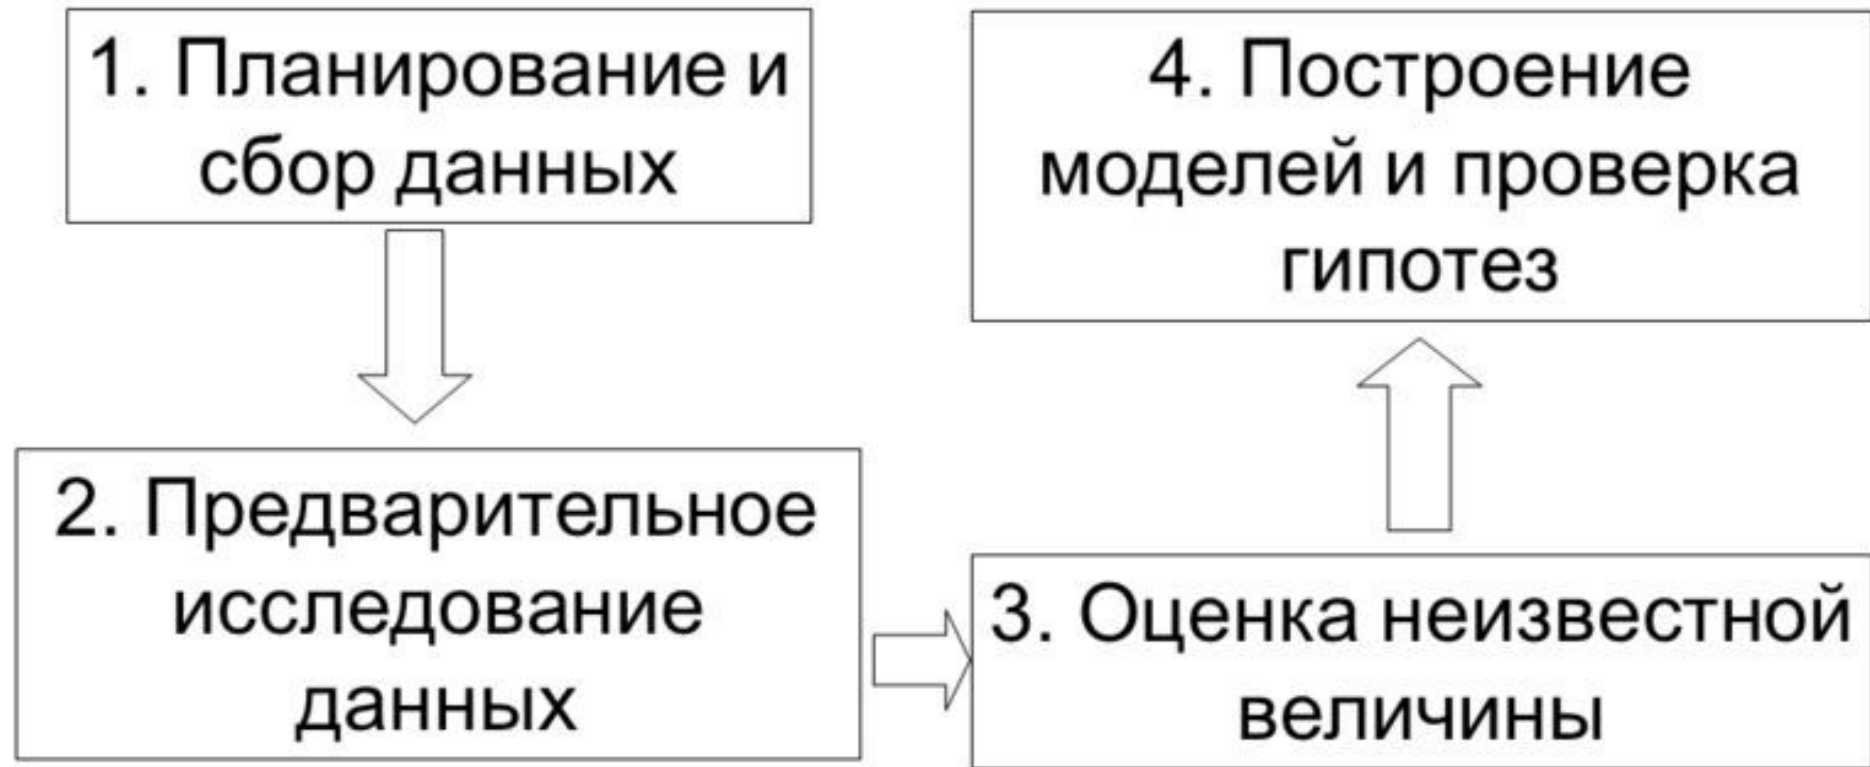 1. Планирование и
сбор данных
2. Предварительное
исследование
данных
3. Оценка неизвестной
величины
4. Построение
моделей и проверка
гипотез